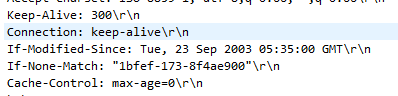 Keep-Alive: 300\r\n
Connection: keep-alive\r\n
If-Modified-Since: Tue, 23 Sep 2003 05:35:00 GMT\r\n
If-None-Match: "1bfef-173-8f4ae900"\r\n
Cache-Control: max-age=0\r\n